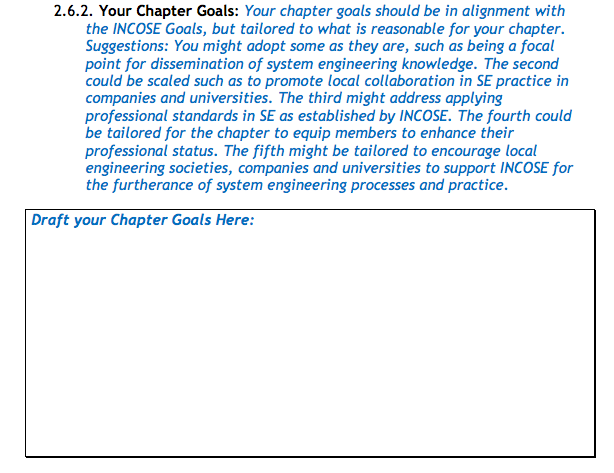 2.6.2. Your Chapter Goals: Your chapter goals should be in alignment with
the INCOSE Goals, but tailored to what is reasonable for your chapter.
Suggestions: You might adopt some as they are, such as being a focal
point for dissemination of system engineering knowledge. The second
could be scaled such as to promote local collaboration in SE practice in
companies and universities. The third might address applying
professional standards in SE as established by INCOSE. The fourth could
be tailored for the chapter to equip members to enhance their
professional status. The fifth might be tailored to encourage local
engineering societies, companies and universities to support INCOSE for
the furtherance of system engineering processes and practice.
Draft your Chapter Goals Here: